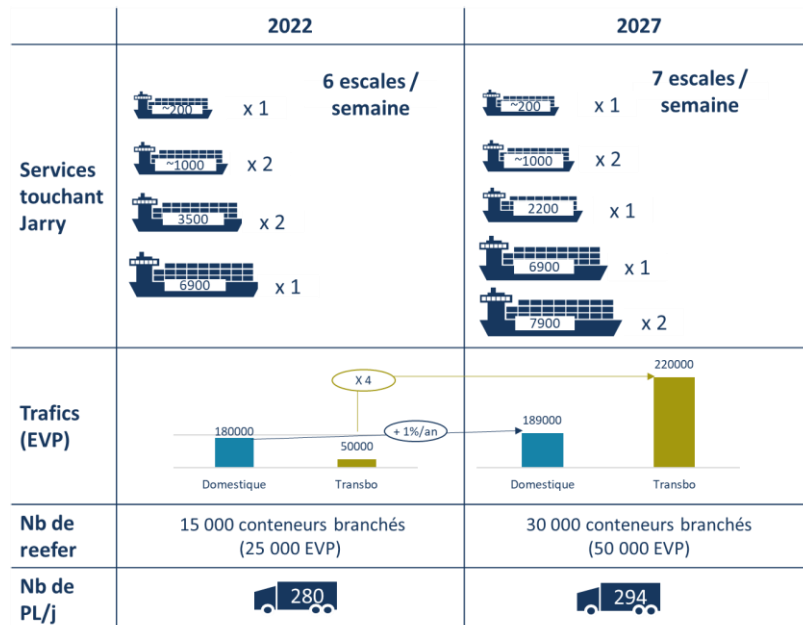 2022
2027
Services
touchant
Jarry
6 escales /
semaine
~200
x 1
~1000
x 2
3500
x 2
6900
x 1
7 escales /
semaine
~200
x 1
~1000
x 2
2200
x 1
6900
x 1
7900
x 2
Trafics
(EVP)
180000
Domestique
50000
Transbo
X 4
+ 1%/an
189000
Domestique
220000
Transbo
Nb de
reefer
15 000 conteneurs branchés
(25 000 EVP)
30 000 conteneurs branchés
(50 000 EVP)
Nb de
PL/j
280
294